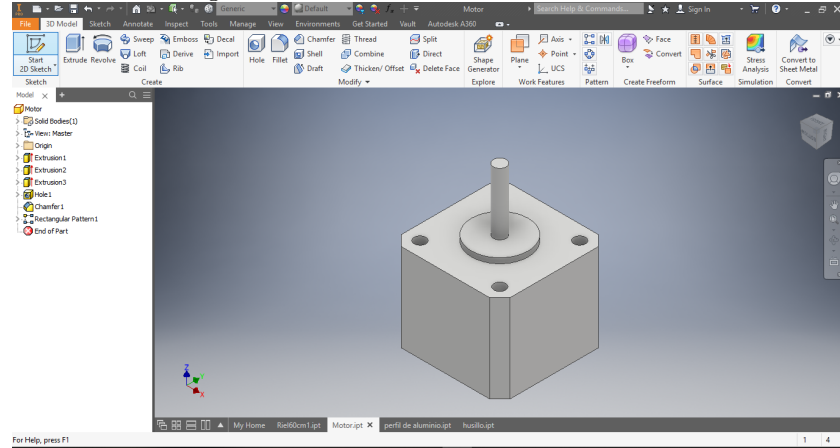 Generic Default Motor Search Help & Commands... Sign In
File 3D Model Sketch Annotate Inspect Tools Manage View Environments Get Started Vault Autodesk A360
Start
2D Sketch
Extrude Revolve
Sweep Emboss Decal
Loft Derive Import
Coil Rib
Hole Fillet
Chamfer Thread Split
Shell Combine Direct
Draft Thicken/ Offset Delete Face
Shape
Generator
Plane
Axis
Point
UCS
Box
Face
Convert
Stress
Analysis
Convert to
Sheet Metal
Sketch Create Modify Explore Work Features Pattern Create Freeform Surface Simulation Convert
Model
Motor
Solid Bodies(1)
View: Master
Origin
Extrusion1
Extrusion2
Extrusion3
Hole1
Chamfer1
Rectangular Pattern1
End of Part
Z
Y
X
My Home Riel60cm1.ipt Motor.ipt perfil de aluminio.ipt husillo.ipt
For Help, press F1 1 4